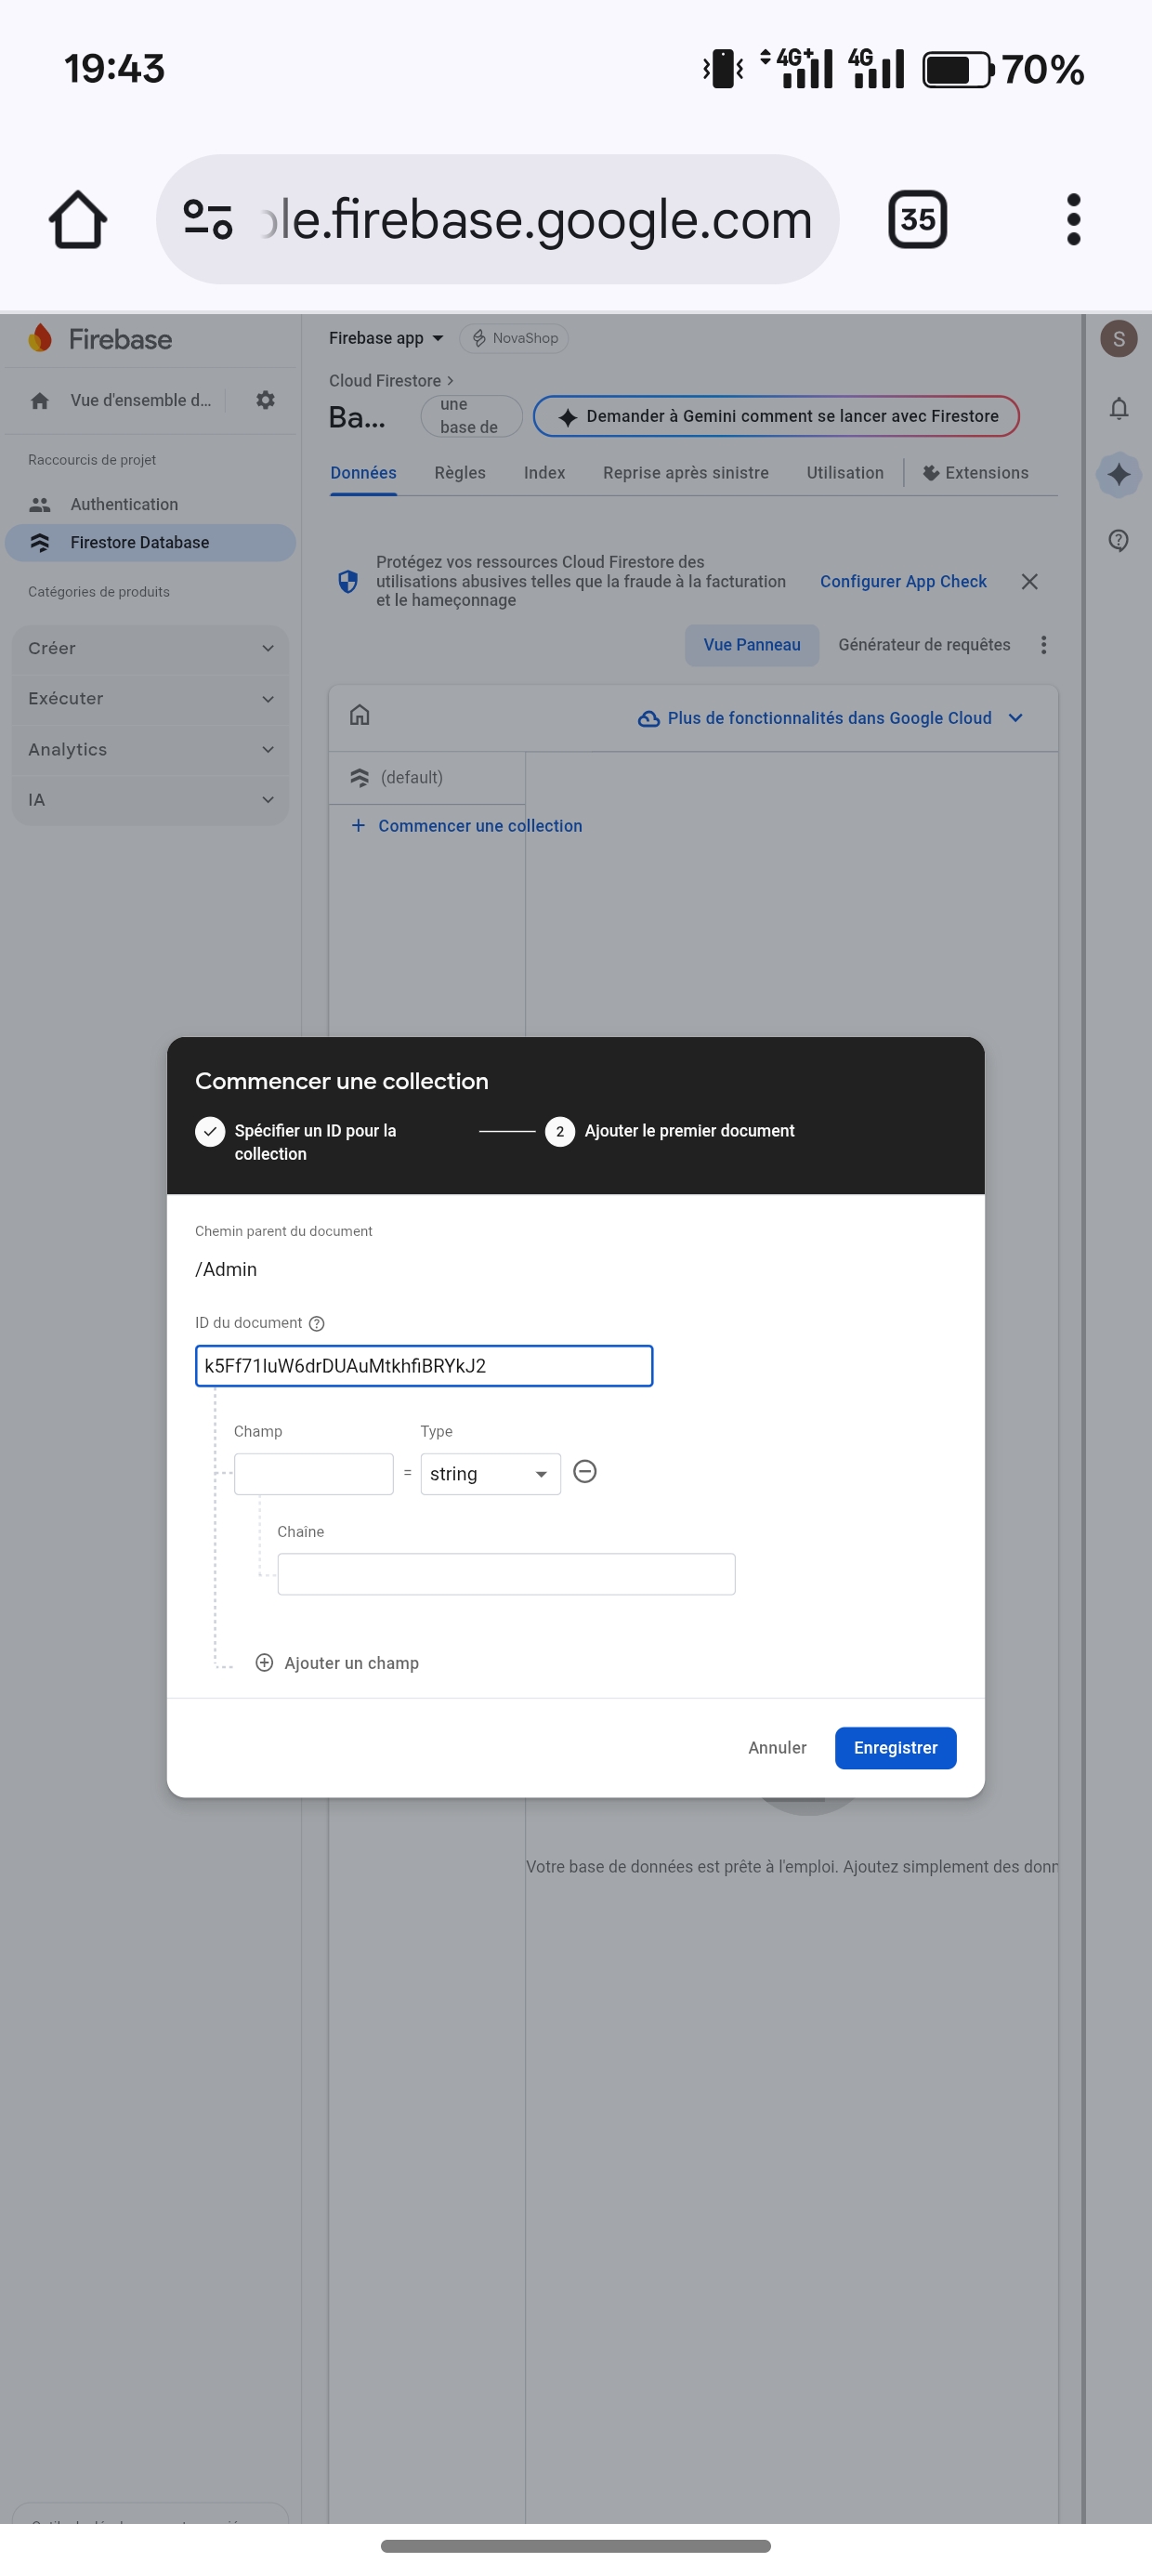 19:43
4G+
4G
70%
le.firebase.google.com
35
Firebase
Firebase app
NovaShop
S
Cloud Firestore
Vue d'ensemble d...
Ba...
une
base de
Demander à Gemini comment se lancer avec Firestore
Raccourcis de projet
Données
Règles
Index
Reprise après sinistre
Utilisation
Extensions
Authentication
Firestore Database
Catégories de produits
Protégez vos ressources Cloud Firestore des
utilisations abusives telles que la fraude à la facturation
et le hameçonnage
Configurer App Check
Créer
Exécuter
Analytics
IA
Vue Panneau
Générateur de requêtes
Plus de fonctionnalités dans Google Cloud
(default)
Commencer une collection
Commencer une collection
Spécifier un ID pour la
collection
2
Ajouter le premier document
Chemin parent du document
/Admin
ID du document
k5Ff71luW6drDUAuMtkhfiBRYkJ2
Champ
Type
=
string
Chaîne
Ajouter un champ
Annuler
Enregistrer
Votre base de données est prête à l'emploi. Ajoutez simplement des donn